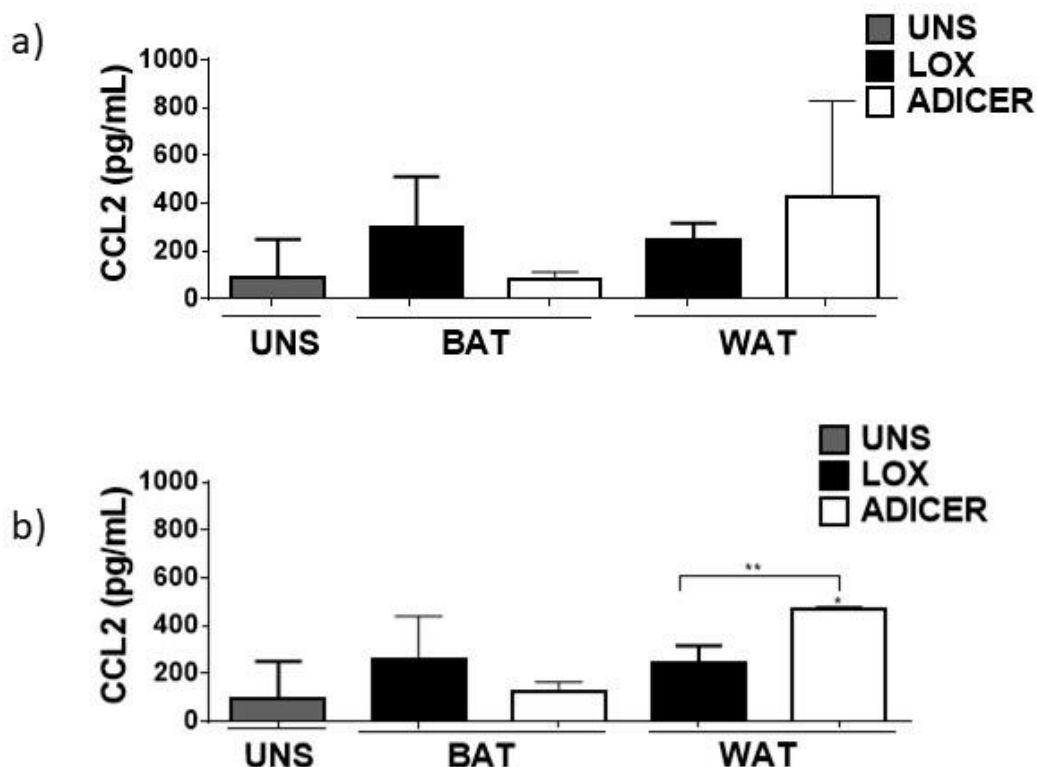 a)
UNS
LOX
ADICER
CCL2 (pg/mL)
1000
800
600
400
200
0
UNS BAT WAT
b)
UNS
LOX
ADICER
CCL2 (pg/mL)
1000
800
600
400
200
0
**
*
UNS BAT WAT